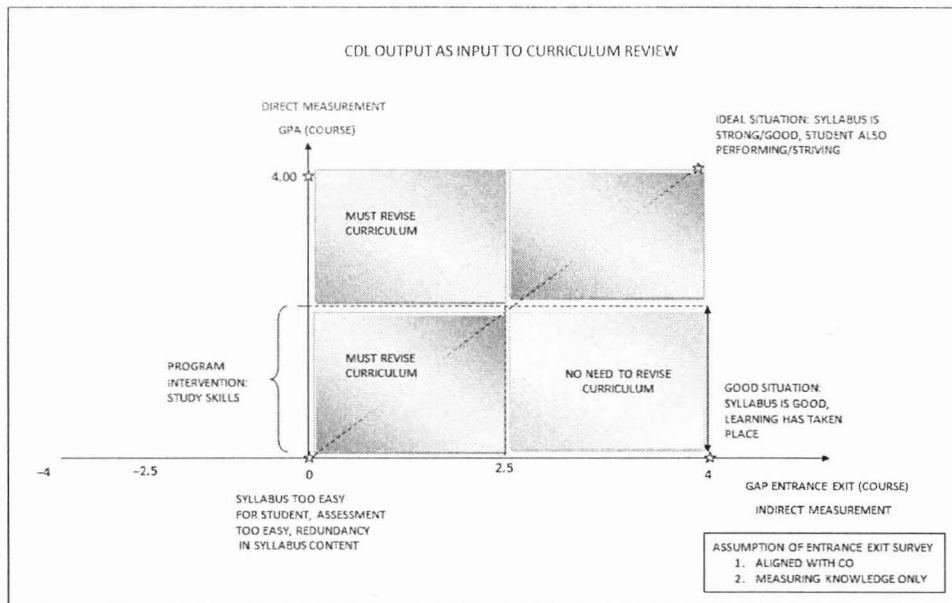 CDL OUTPUT AS INPUT TO CURRICULUM REVIEW
DIRECT MEASUREMENT
GPA (COURSE)
IDEAL SITUATION: SYLLABUS IS
STRONG/GOOD, STUDENT ALSO
PERFORMING/STRIVING
4.00
MUST REVISE
CURRICULUM
PROGRAM
INTERVENTION:
STUDY SKILLS
MUST REVISE
CURRICULUM
NO NEED TO REVISE
CURRICULUM
GOOD SITUATION:
SYLLABUS IS GOOD,
LEARNING HAS TAKEN
PLACE
−4
−2.5
0
2.5
4
GAP ENTRANCE EXIT (COURSE)
INDIRECT MEASUREMENT
SYLLABUS TOO EASY
FOR STUDENT, ASSESSMENT
TOO EASY, REDUNDANCY
IN SYLLABUS CONTENT
ASSUMPTION OF ENTRANCE EXIT SURVEY
1. ALIGNED WITH CO
2. MEASURING KNOWLEDGE ONLY